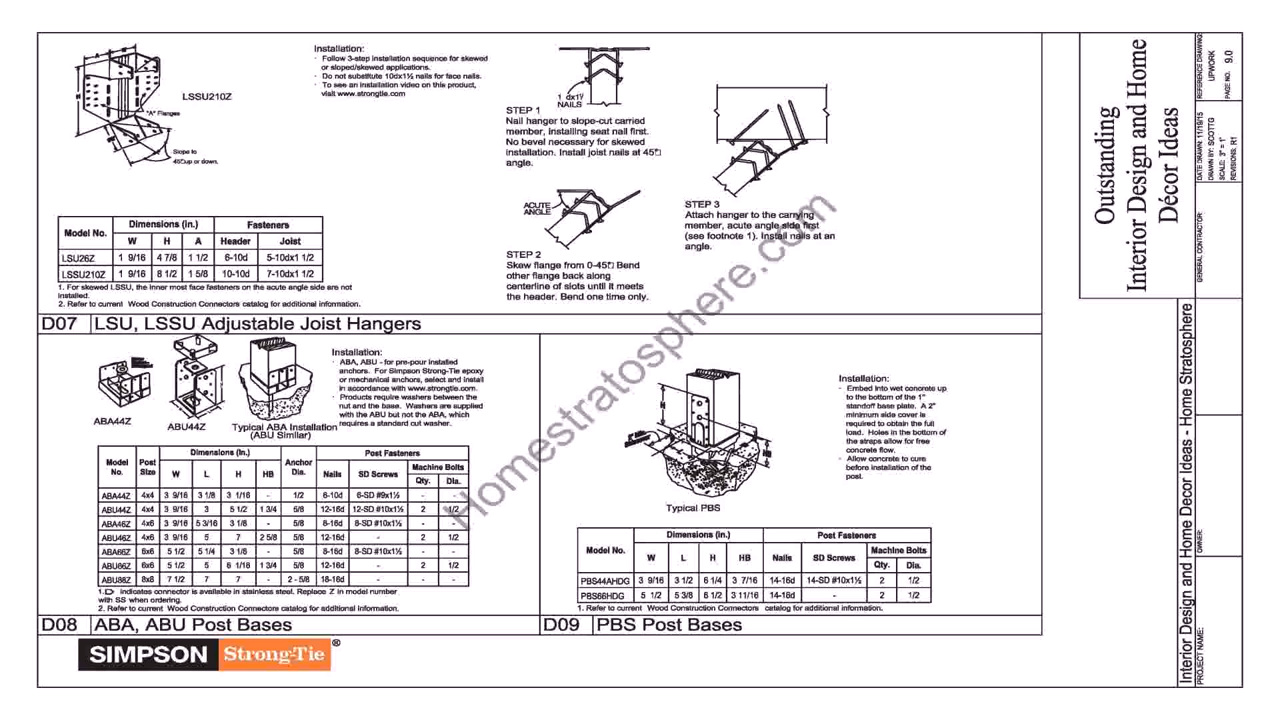 LSSU210Z
"A" Flanges
Slope to
45° up or down.
W
H
Installation:
· Follow 3-step installation sequence for skewed
or sloped/skewed applications.
· Do not substitute 10dx1½ nails for face nails.
· To see an installation video on this product,
visit www.strongtie.com
1 dx1½
NAILS
STEP 1
Nail hanger to slope-cut carried
member, installing seat nail first.
No bevel necessary for skewed
installation. Install joist nails at 45
angle.
ACUTE
ANGLE
STEP 2
Skew flange from 0-45 Bend
other flange back along
centerline of slots until it meets
the header. Bend one time only.
STEP 3
Attach hanger to the carrying
member, acute angle side first
(see footnote 1). Install nails at an
angle.
Model No. Dimensions (in.) Fasteners
W H A Header Joist
LSU26Z 1 9/16 4 7/8 1 1/2 6-10d 5-10dx1 1/2
LSSU210Z 1 9/16 8 1/2 1 5/8 10-10d 7-10dx1 1/2
1. For skewed LSSU, the inner most face fasteners on the acute angle side are not
installed.
2. Refer to current Wood Construction Connectors catalog for additional information.
D07 LSU, LSSU Adjustable Joist Hangers
ABA44Z
ABU44Z
Typical ABA Installation
(ABU Similar)
Installation:
· ABA, ABU - for pre-pour installed
anchors. For Simpson Strong-Tie epoxy
or mechanical anchors, select and install
in accordance with www.strongtie.com.
· Products require washers between the
nut and the base. Washers are supplied
with the ABU but not the ABA, which
requires a standard cut washer.
Model No. Post Size Dimensions (in.) Anchor Dia. Post Fasteners
W L H HB Nails SD Screws Machine Bolts
Qty. Dia.
ABA44Z 4x4 3 9/16 3 1/8 3 1/16 - 1/2 6-10d 6-SD #9x1½ - -
ABU44Z 4x4 3 9/16 3 5 1/2 1 3/4 5/8 12-16d 12-SD #10x1½ 2 1/2
ABA46Z 4x6 3 9/16 5 3/16 3 1/8 - 5/8 8-16d 8-SD #10x1½ - -
ABU46Z 4x6 3 9/16 5 7 2 5/8 5/8 12-16d - 2 1/2
ABA66Z 6x6 5 1/2 5 1/4 3 1/8 - 5/8 8-16d 8-SD #10x1½ - -
ABU66Z 6x6 5 1/2 5 6 1/16 1 3/4 5/8 12-16d - 2 1/2
ABU88Z 8x8 7 1/2 7 7 - 2 - 5/8 18-16d - - -
1. indicates connector is available in stainless steel. Replace Z in model number
with SS when ordering.
2. Refer to current Wood Construction Connectors catalog for additional information.
D08 ABA, ABU Post Bases
H
HB
Typical PBS
Installation:
· Embed into wet concrete up
to the bottom of the 1"
standoff base plate. A 2"
minimum side cover is
required to obtain the full
load. Holes in the bottom of
the straps allow for free
concrete flow.
· Allow concrete to cure
before installation of the
post.
Model No. Dimensions (in.) Post Fasteners
W L H HB Nails SD Screws Machine Bolts
Qty. Dia.
PBS44AHDG 3 9/16 3 1/2 6 1/4 3 7/16 14-16d 14-SD #10x1½ 2 1/2
PBS66HDG 5 1/2 5 3/8 6 1/2 3 11/16 14-16d - 2 1/2
1. Refer to current Wood Construction Connectors catalog for additional information.
D09 PBS Post Bases
SIMPSON Strong-Tie ®
Homestratosphere.com
Outstanding
Interior Design and Home
Décor Ideas
REFERENCE DRAWING:
UPWORK
PAGE NO. 9.0
DATE DRAWN: 11/19/15
DRAWN BY: SCOTTG
SCALE: 3" = 1"
REVISIONS: R1
GENERAL CONTRACTOR:
Interior Design and Home Decor Ideas - Home Stratosphere
OWNER:
PROJECT NAME: